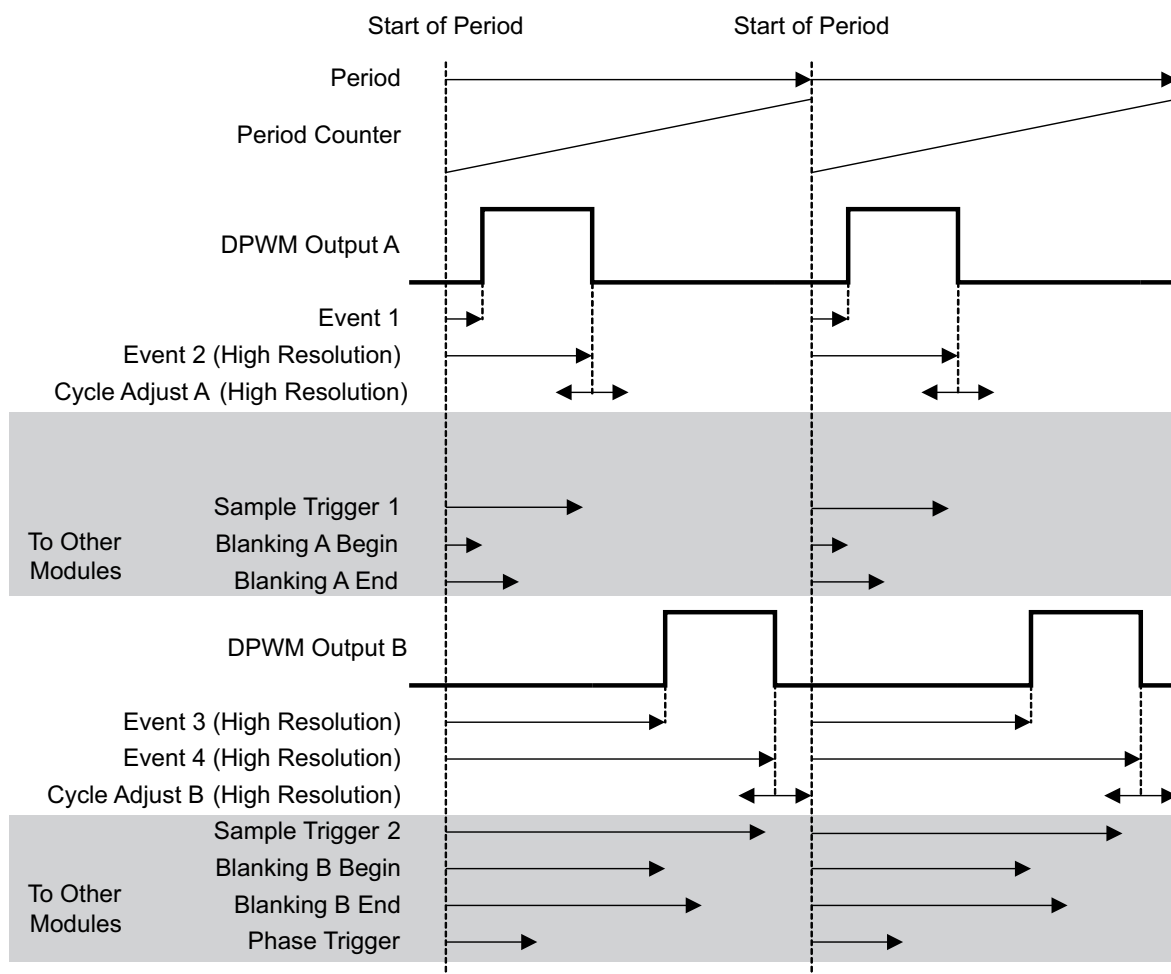 Start of Period
Start of Period
Period
Period Counter
DPWM Output A
Event 1
Event 2 (High Resolution)
Cycle Adjust A (High Resolution)
To Other
Modules
Sample Trigger 1
Blanking A Begin
Blanking A End
DPWM Output B
Event 3 (High Resolution)
Event 4 (High Resolution)
Cycle Adjust B (High Resolution)
To Other
Modules
Sample Trigger 2
Blanking B Begin
Blanking B End
Phase Trigger